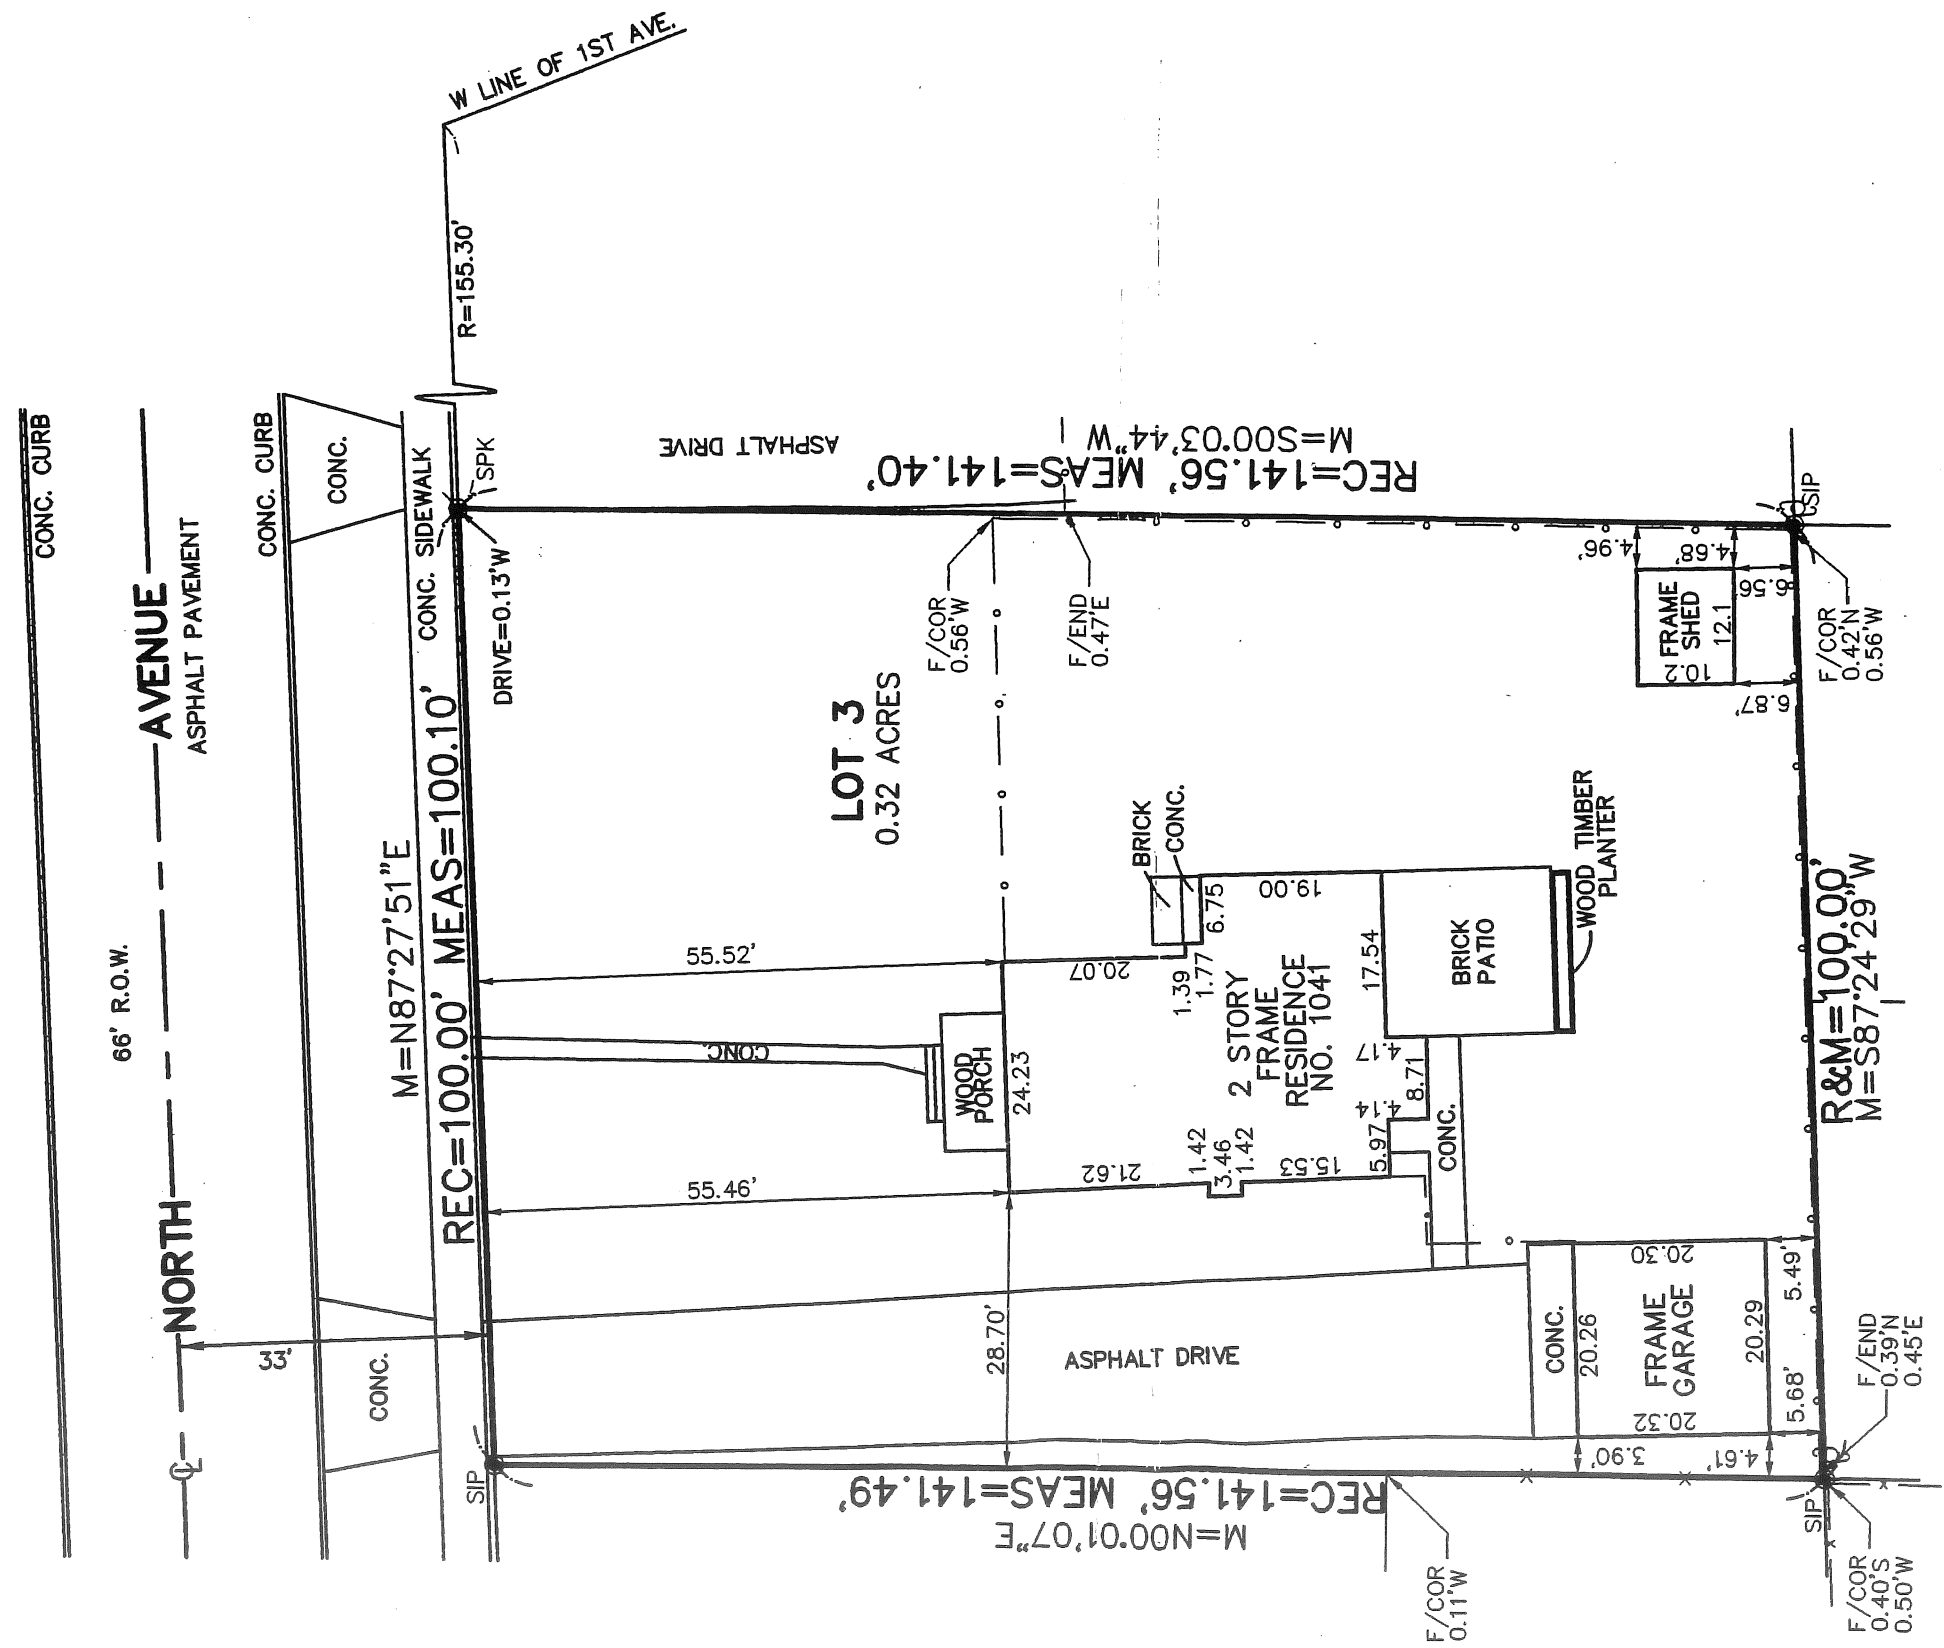 W LINE OF 1ST AVE.
R=155.30'
CONC. CURB
AVENUE
ASPHALT PAVEMENT
NORTH
66' R.O.W.
℄
33'
CONC. CURB
CONC.
CONC.
CONC. SIDEWALK
M=N87°27'51"E
REC=100.00' MEAS=100.10'
SPK
DRIVE=0.13'W
SIP
ASPHALT DRIVE
M=S00°03'44"W
REC=141.56' MEAS=141.40'
F/COR
0.56'W
F/END
0.47'E
LOT 3
0.32 ACRES
55.52'
55.46'
CONC.
WOOD
PORCH
24.23
20.07
1.39
1.77
BRICK
CONC.
6.75
19.00
17.54
2 STORY
FRAME
RESIDENCE
NO. 1041
21.62
1.42
3.46
1.42
15.53
5.97
4.14
8.71
4.17
CONC.
BRICK
PATIO
WOOD TIMBER
PLANTER
4.96'
4.68'
FRAME
SHED
10.2
12.1
6.56
6.87'
SIP
F/COR
0.42'N
0.56'W
28.70'
ASPHALT DRIVE
CONC.
20.26
20.30
FRAME
GARAGE
20.29
20.32
5.49'
5.68'
3.90'
4.61'
R&M=100.00'
M=S87°24'29"W
F/END
0.39'N
0.45'E
REC=141.56' MEAS=141.49'
M=N00°01'07"E
SIP
F/COR
0.11'W
F/COR
0.40'S
0.50'W